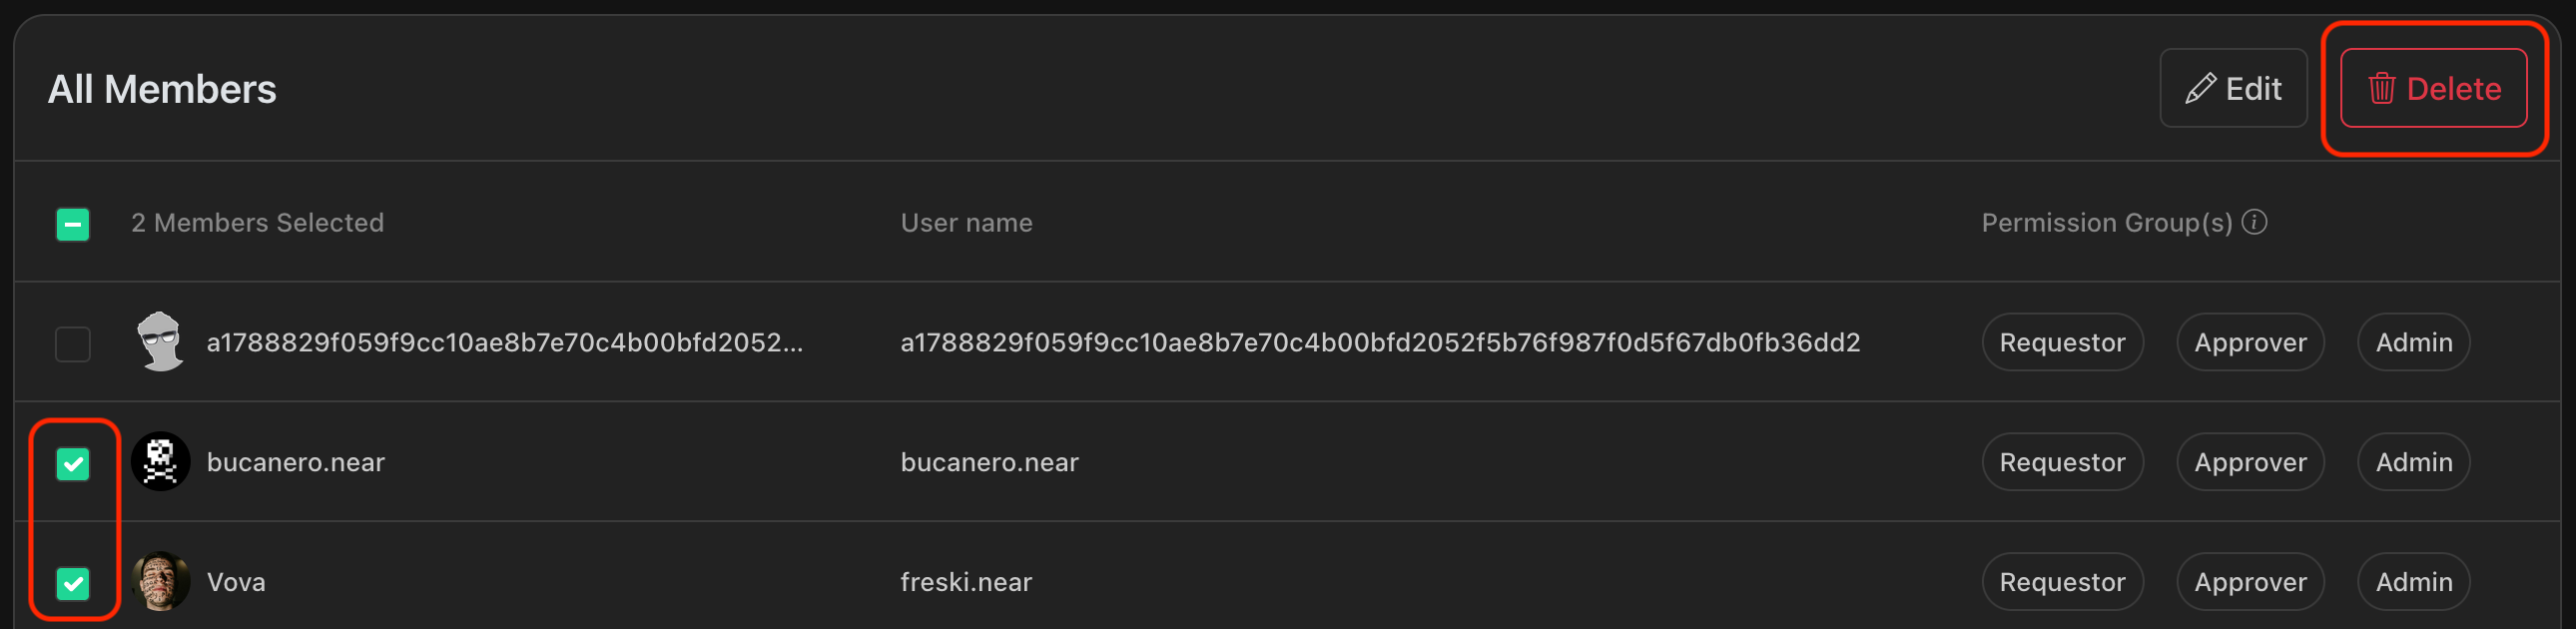 All Members Edit Delete
2 Members Selected User name Permission Group(s)
a1788829f059f9cc10ae8b7e70c4b00bfd2052... a1788829f059f9cc10ae8b7e70c4b00bfd2052f5b76f987f0d5f67db0fb36dd2 Requestor Approver Admin
bucanero.near bucanero.near Requestor Approver Admin
Vova freski.near Requestor Approver Admin